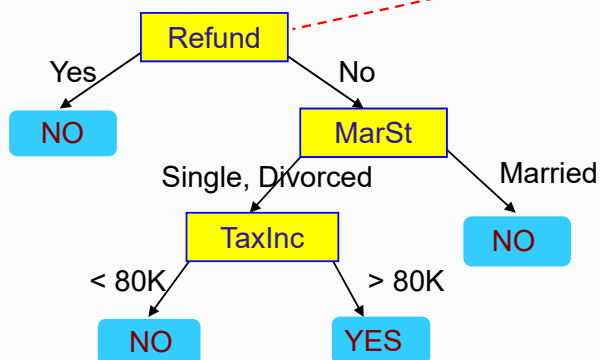 Refund
Yes
No
NO
MarSt
Single, Divorced
Married
TaxInc
NO
< 80K
> 80K
NO
YES